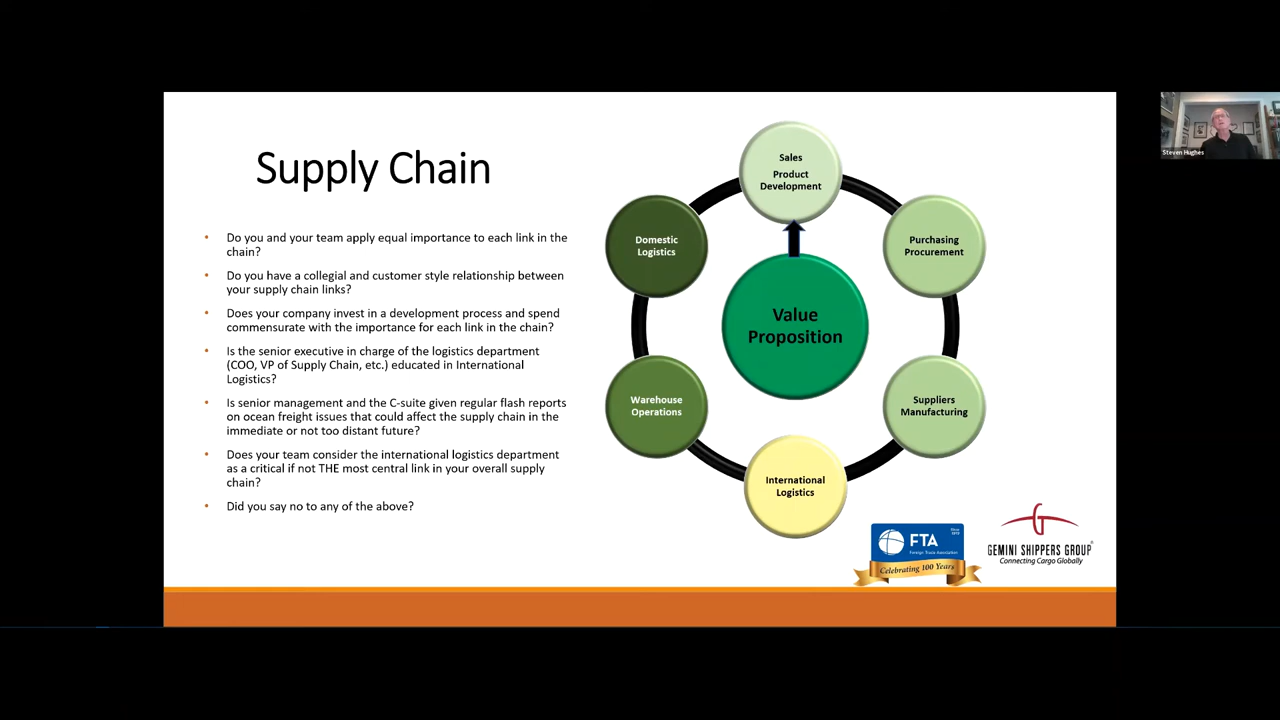 Supply Chain
• Do you and your team apply equal importance to each link in the
chain?
• Do you have a collegial and customer style relationship between
your supply chain links?
• Does your company invest in a development process and spend
commensurate with the importance for each link in the chain?
• Is the senior executive in charge of the logistics department
(COO, VP of Supply Chain, etc.) educated in International
Logistics?
• Is senior management and the C-suite given regular flash reports
on ocean freight issues that could affect the supply chain in the
immediate or not too distant future?
• Does your team consider the international logistics department
as a critical if not THE most central link in your overall supply
chain?
• Did you say no to any of the above?
Sales
Product
Development
Purchasing
Procurement
Suppliers
Manufacturing
International
Logistics
Warehouse
Operations
Domestic
Logistics
Value
Proposition
FTA
Since
Foreign Trade Association
Celebrating 100 Years
G
GEMINI SHIPPERS GROUP®
Connecting Cargo Globally
Steven Hughes